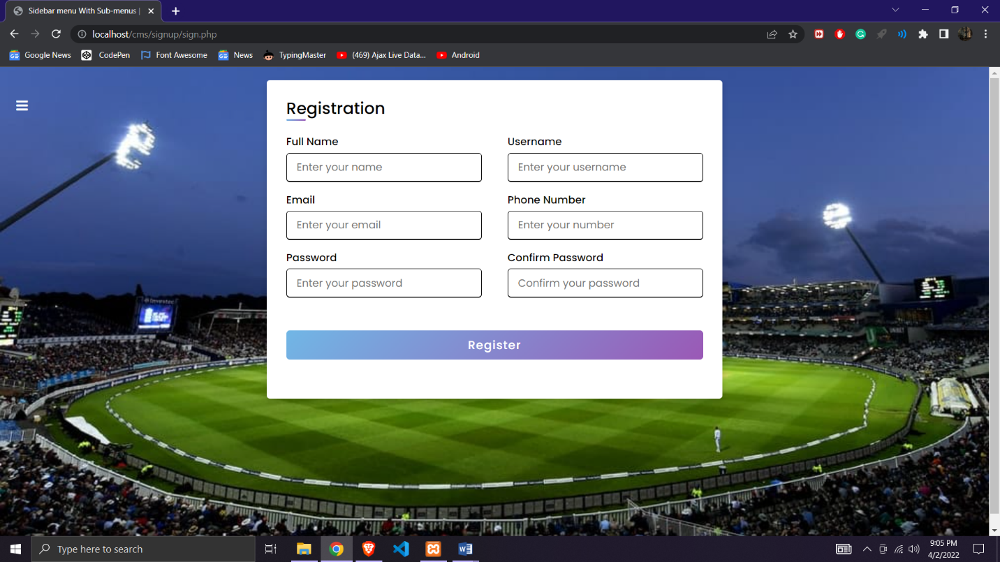 Sidebar menu With Sub-menus |
localhost/cms/signup/sign.php
Google News CodePen Font Awesome News TypingMaster (469) Ajax Live Data... Android
Registration
Full Name Username
Enter your name Enter your username
Email Phone Number
Enter your email Enter your number
Password Confirm Password
Enter your password Confirm your password
Investec
Register
Type here to search
9:05 PM
4/2/2022